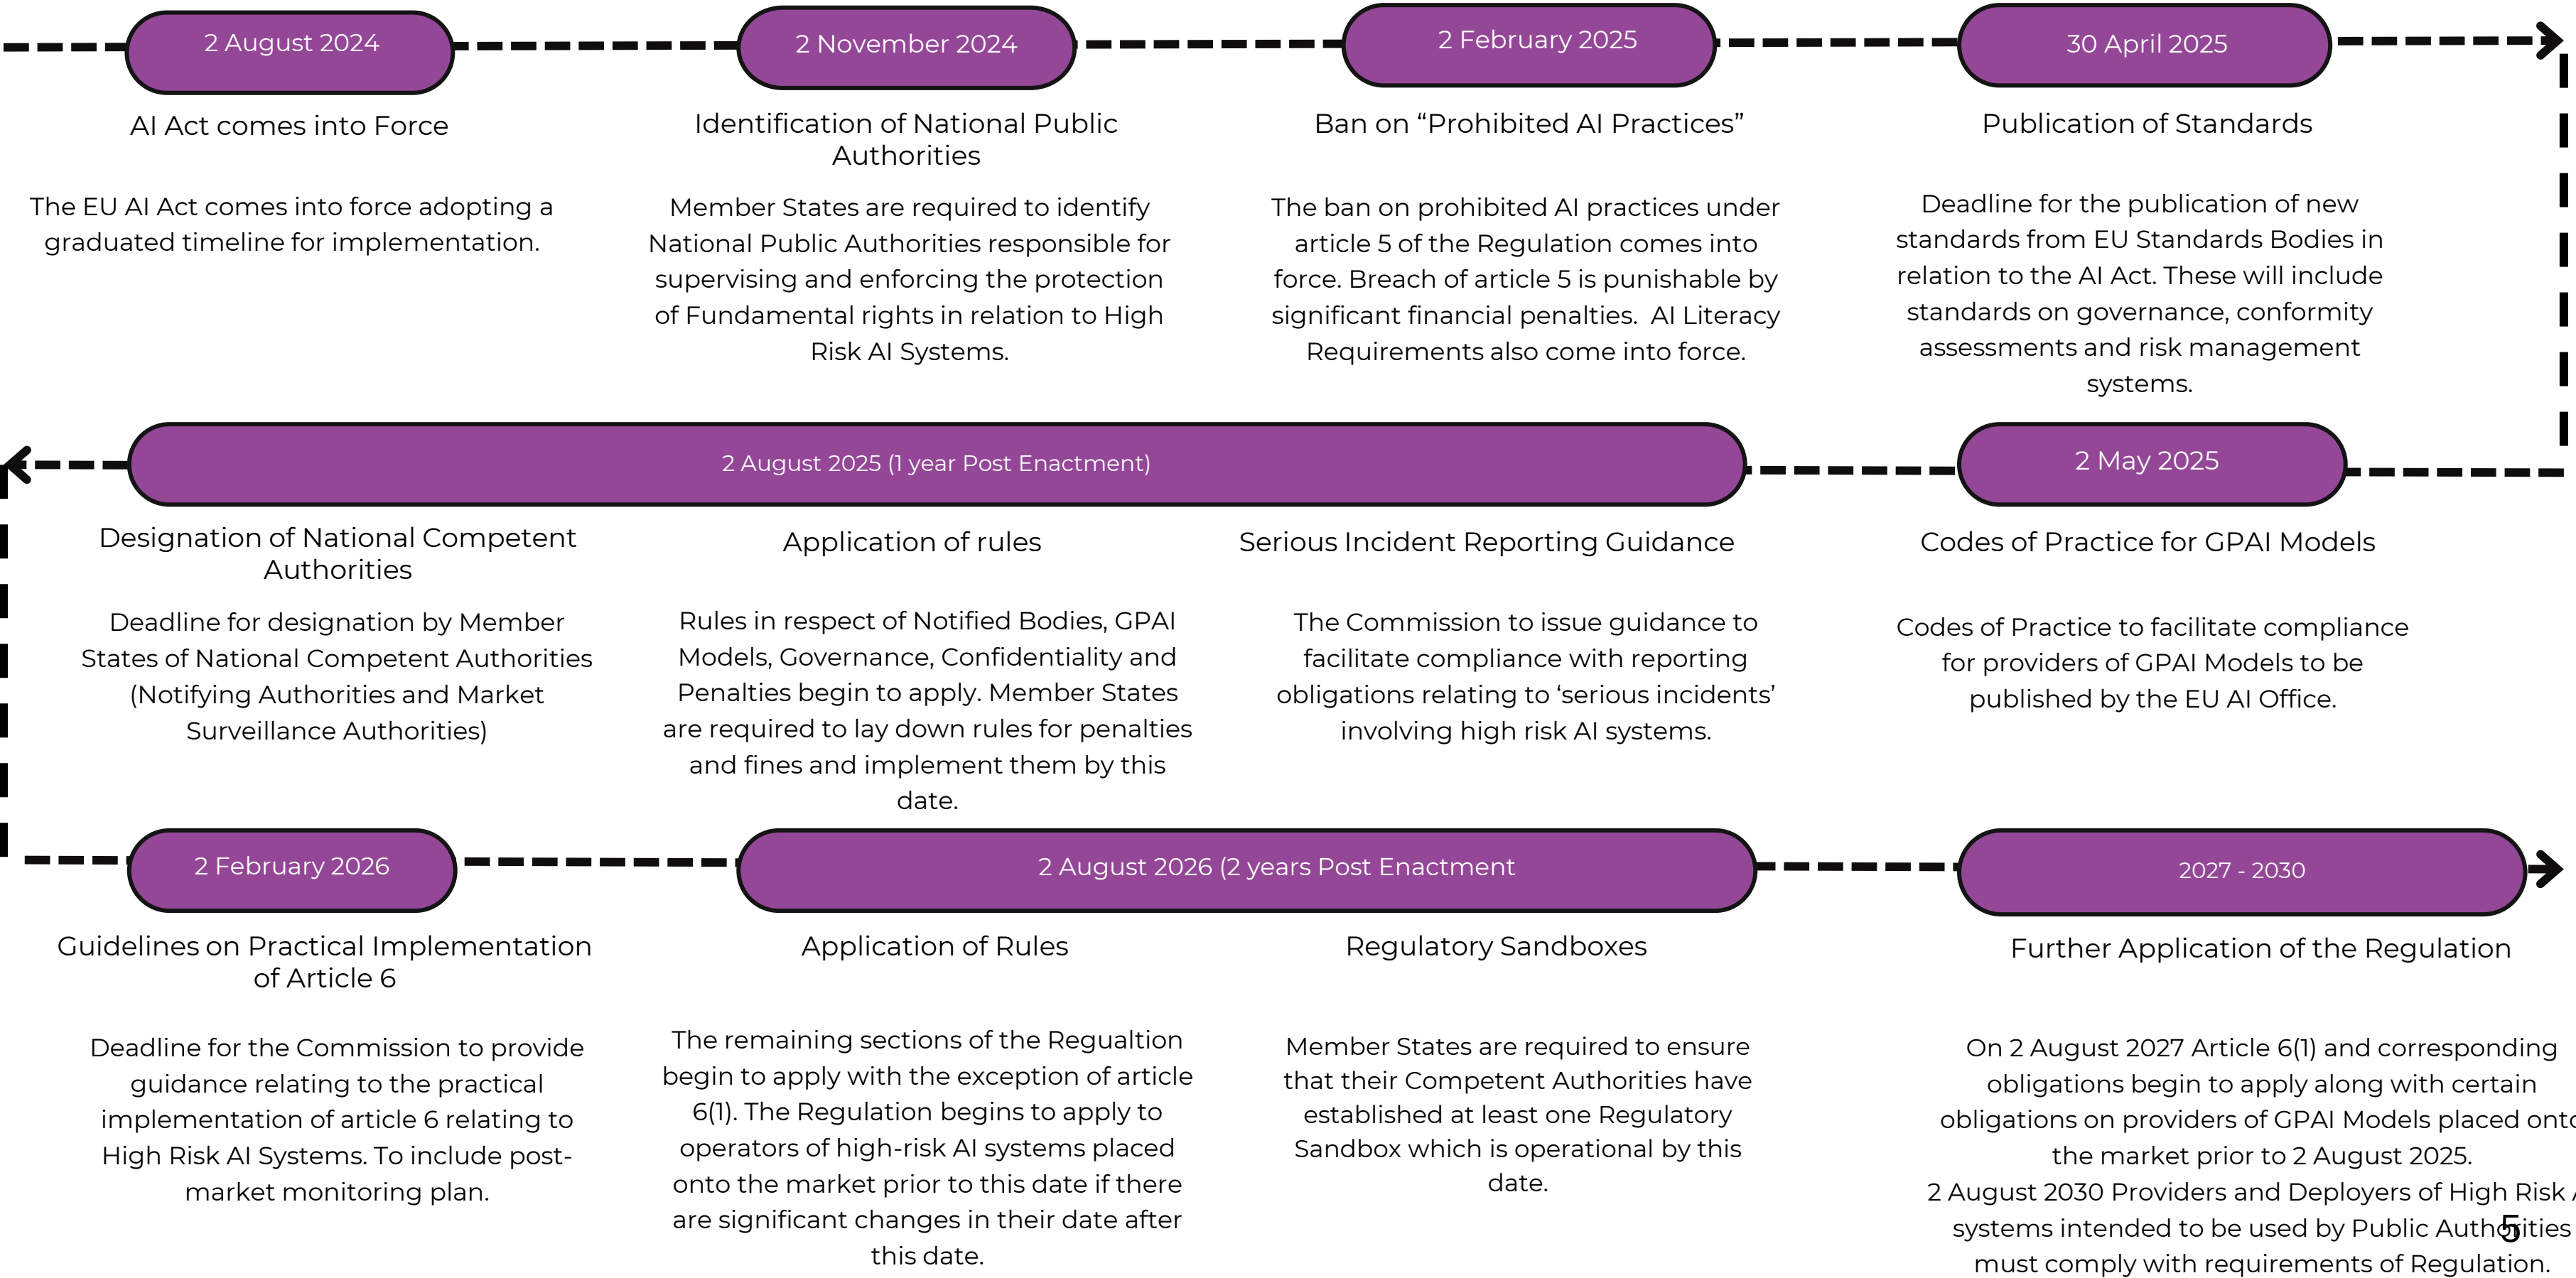 2 August 2024
AI Act comes into Force
The EU AI Act comes into force adopting a
graduated timeline for implementation.
2 November 2024
Identification of National Public
Authorities
Member States are required to identify
National Public Authorities responsible for
supervising and enforcing the protection
of Fundamental rights in relation to High
Risk AI Systems.
2 February 2025
Ban on “Prohibited AI Practices”
The ban on prohibited AI practices under
article 5 of the Regulation comes into
force. Breach of article 5 is punishable by
significant financial penalties.  AI Literacy
Requirements also come into force.
30 April 2025
Publication of Standards
Deadline for the publication of new
standards from EU Standards Bodies in
relation to the AI Act. These will include
standards on governance, conformity
assessments and risk management
systems.
2 May 2025
Codes of Practice for GPAI Models
Codes of Practice to facilitate compliance
for providers of GPAI Models to be
published by the EU AI Office.
2 August 2025 (1 year Post Enactment)
Serious Incident Reporting Guidance
The Commission to issue guidance to
facilitate compliance with reporting
obligations relating to ‘serious incidents’
involving high risk AI systems.
Application of rules
Rules in respect of Notified Bodies, GPAI
Models, Governance, Confidentiality and
Penalties begin to apply. Member States
are required to lay down rules for penalties
and fines and implement them by this
date.
Designation of National Competent
Authorities
Deadline for designation by Member
States of National Competent Authorities
(Notifying Authorities and Market
Surveillance Authorities)
2 February 2026
Guidelines on Practical Implementation
of Article 6
Deadline for the Commission to provide
guidance relating to the practical
implementation of article 6 relating to
High Risk AI Systems. To include post-
market monitoring plan.
2 August 2026 (2 years Post Enactment
Application of Rules
The remaining sections of the Regualtion
begin to apply with the exception of article
6(1). The Regulation begins to apply to
operators of high-risk AI systems placed
onto the market prior to this date if there
are significant changes in their date after
this date.
Regulatory Sandboxes
Member States are required to ensure
that their Competent Authorities have
established at least one Regulatory
Sandbox which is operational by this
date.
2027 - 2030
Further Application of the Regulation
On 2 August 2027 Article 6(1) and corresponding
obligations begin to apply along with certain
obligations on providers of GPAI Models placed onto
the market prior to 2 August 2025.
2 August 2030 Providers and Deployers of High Risk
systems intended to be used by Public Authorities
must comply with requirements of Regulation.
5